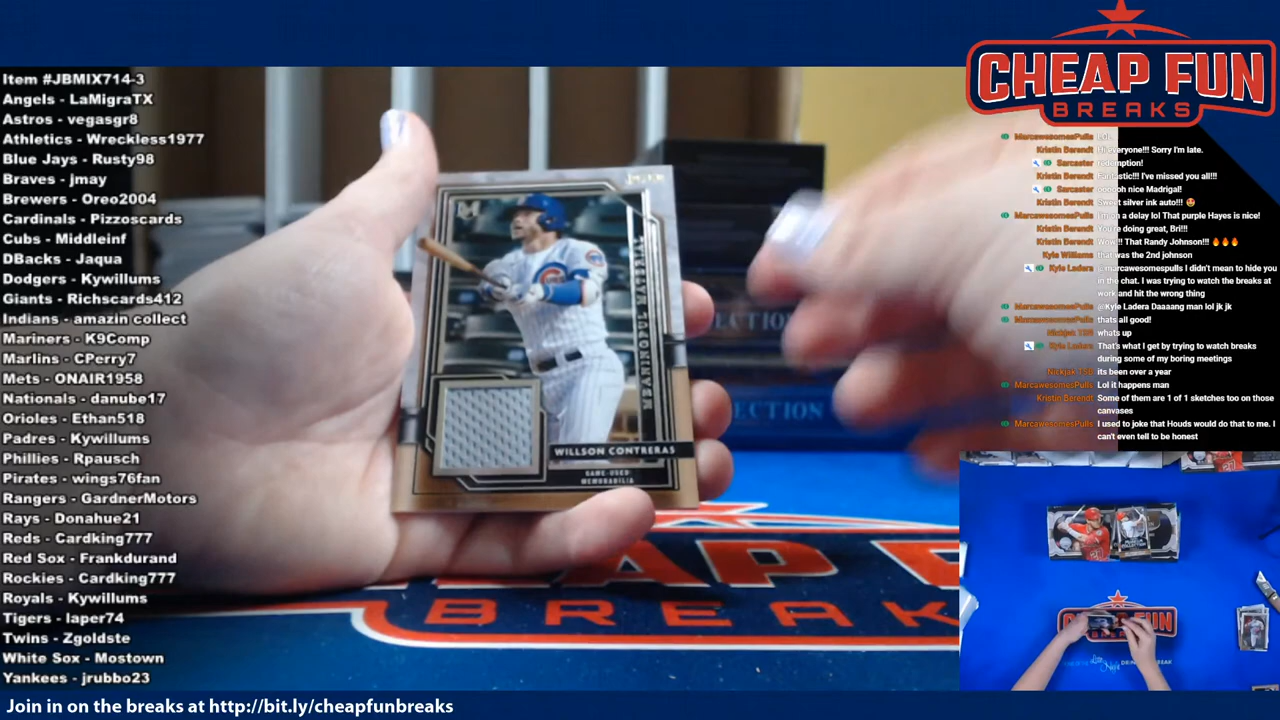 Item #JBMIX714-3
Angels - LaMigraTX
Astros - vegasgr8
Athletics - Wreckless1977
Blue Jays - Rusty98
Braves - jmay
Brewers - Oreo2004
Cardinals - Pizzoscards
Cubs - Middleinf
DBacks - Jaqua
Dodgers - Kywillums
Giants - Richscards412
Indians - amazin collect
Mariners - K9Comp
Marlins - CPerry7
Mets - ONAIR1958
Nationals - danube17
Orioles - Ethan518
Padres - Kywillums
Phillies - Rpausch
Pirates - wings76fan
Rangers - GardnerMotors
Rays - Donahue21
Reds - Cardking777
Red Sox - Frankdurand
Rockies - Cardking777
Royals - Kywillums
Tigers - laper74
Twins - Zgoldste
White Sox - Mostown
Yankees - jrubbo23
Join in on the breaks at http://bit.ly/cheapfunbreaks
MEANINGFUL MATERIAL
WILLSON CONTRERAS
GAME-USED
MEMORABILIA
CHEAP FUN
BREAKS
MarcawesomesPulls LOL
Kristin Berendt Hi everyone!!! Sorry I'm late.
Sarcaster redemption!
Kristin Berendt Fantastic!!! I've missed you all!!!
Sarcaster ooooh nice Madrigal!
Kristin Berendt Sweet silver ink auto!!!
MarcawesomesPulls I'm on a delay lol That purple Hayes is nice!
Kristin Berendt You're doing great, Bri!!!
Kristin Berendt Wow!!! That Randy Johnson!!!
Kyle Williams that was the 2nd johnson
Kyle Ladera @marcawesomespulls I didn't mean to hide you
in the chat. I was trying to watch the breaks at
work and hit the wrong thing
MarcawesomesPulls @Kyle Ladera Daaaang man lol jk jk
MarcawesomesPulls thats all good!
Nickjak TSD whats up
Kyle Ladera That's what I get by trying to watch breaks
during some of my boring meetings
Nickjak TSD its been over a year
MarcawesomesPulls Lol it happens man
Kristin Berendt Some of them are 1 of 1 sketches too on those
canvases
MarcawesomesPulls I used to joke that Houds would do that to me. I
can't even tell to be honest
CHEAP FUN
BREAKS